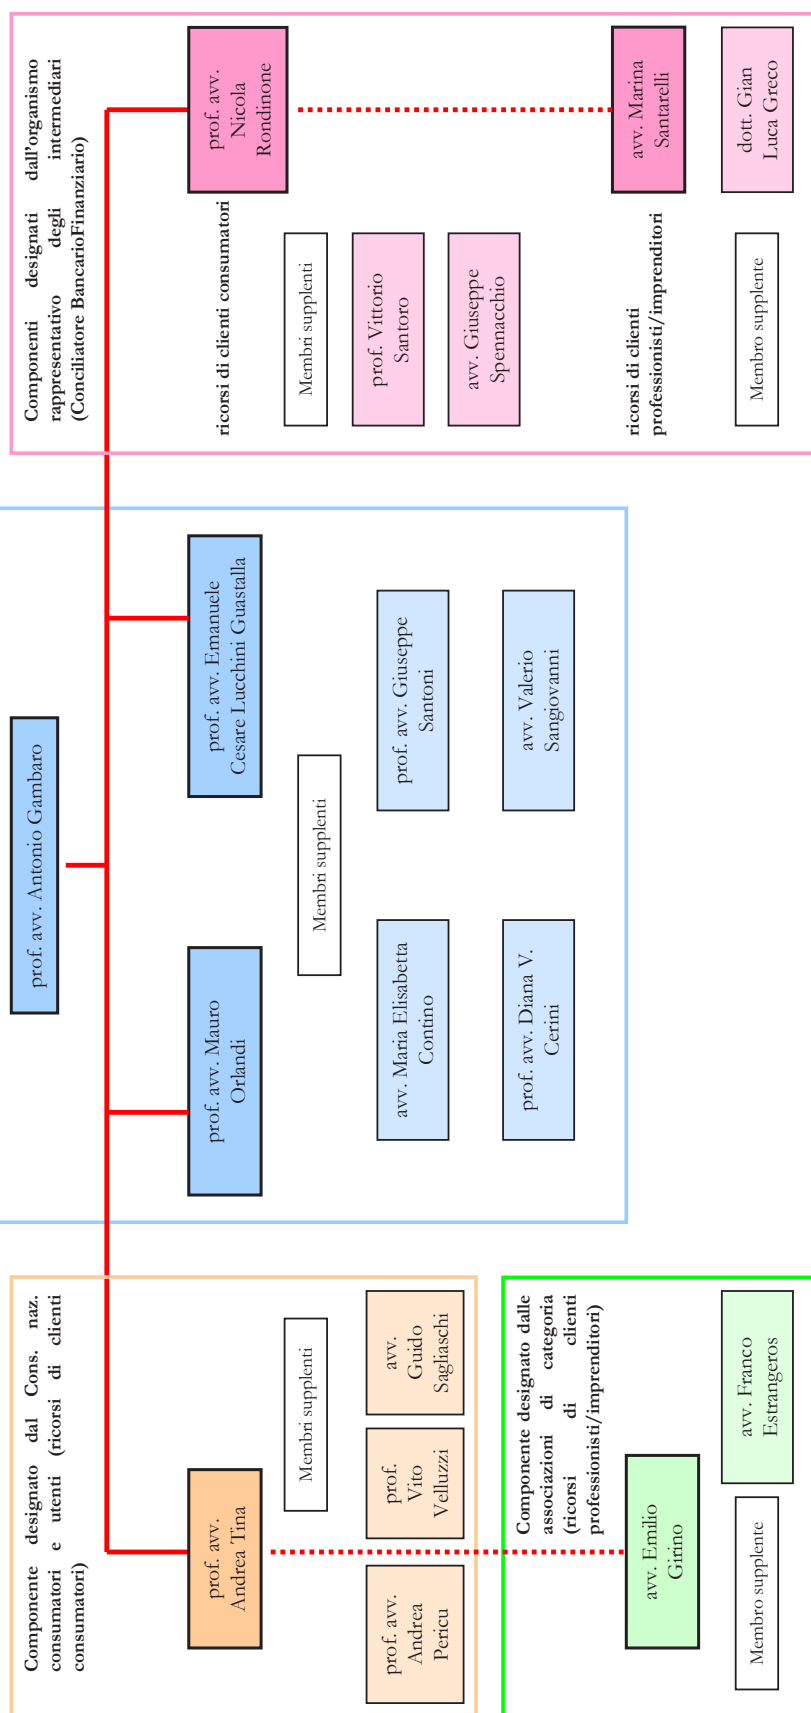 prof. avv. Antonio Gambaro
Componente designato dal Cons. naz.
consumatori e utenti (ricorsi di clienti
consumatori)
prof. avv.
Andrea Tina
Membri supplenti
prof. avv.
Andrea
Pericu
prof.
Vito
Velluzzi
avv.
Guido
Sagliaschi
Componente designato dalle
associazioni di categoria
(ricorsi di clienti
professionisti/imprenditori)
avv. Emilio
Girino
Membro supplente
avv. Franco
Estrangeros
prof. avv. Mauro
Orlandi
prof. avv. Emanuele
Cesare Lucchini Guastalla
Membri supplenti
avv. Maria Elisabetta
Contino
prof. avv. Giuseppe
Santoni
prof. avv. Diana V.
Cerini
avv. Valerio
Sangiovanni
Componenti designati dall'organismo
rappresentativo degli intermediari
(Conciliatore BancarioFinanziario)
prof. avv.
Nicola
Rondinone
ricorsi di clienti consumatori
Membri supplenti
prof. Vittorio
Santoro
avv. Giuseppe
Spennacchio
avv. Marina
Santarelli
ricorsi di clienti
professionisti/imprenditori
Membro supplente
dott. Gian
Luca Greco